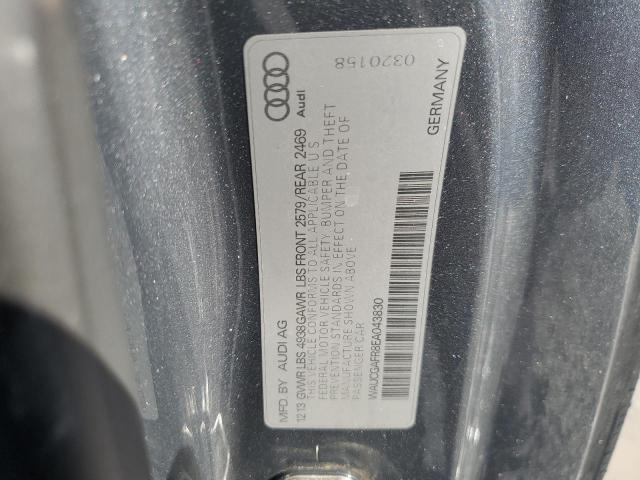 MFD. BY AUDI AG
Audi
12 13 GVWR LBS 4938 GAWR LBS FRONT 2579/REAR 2469
THIS VEHICLE CONFORMS TO ALL APPLICABLE U S
FEDERAL MOTOR VEHICLE SAFETY, BUMPER AND THEFT
PREVENTION STANDARDS IN EFFECT ON THE DATE OF
MANUFACTURE SHOWN ABOVE.
PASSENGER CAR
WAUCGAFR8EA043830
0320158
GERMANY